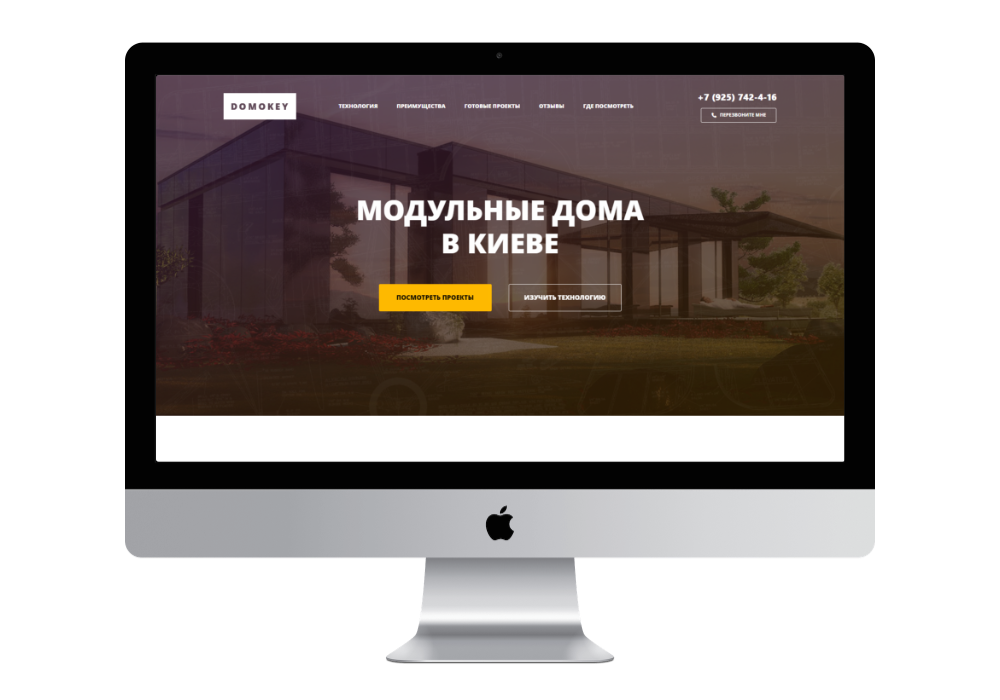 DOMOKEY
ТЕХНОЛОГИЯ ПРЕИМУЩЕСТВА ГОТОВЫЕ ПРОЕКТЫ ОТЗЫВЫ ГДЕ ПОСМОТРЕТЬ
+7 (925) 742-4-16
ПЕРЕЗВОНИТЕ МНЕ
МОДУЛЬНЫЕ ДОМА
В КИЕВЕ
ПОСМОТРЕТЬ ПРОЕКТЫ
ИЗУЧИТЬ ТЕХНОЛОГИЮ